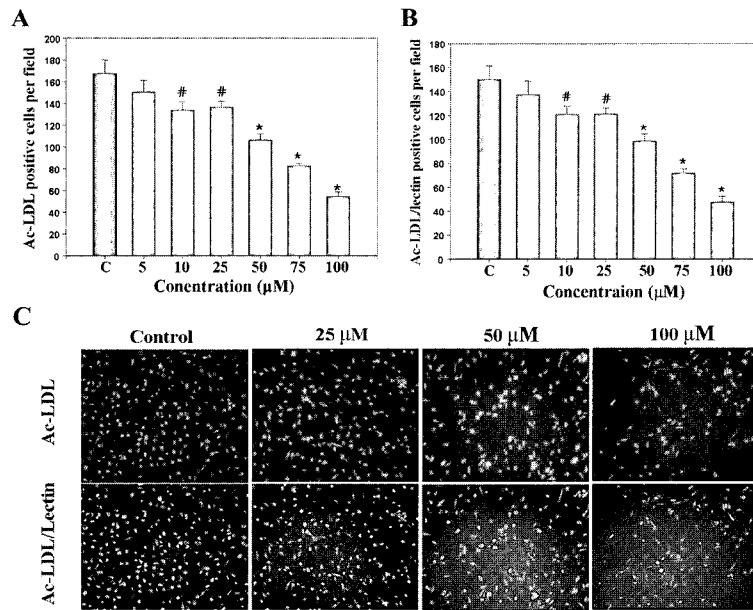 A
Ac-LDL positive cells per field
200
180
160
140
120
100
80
60
40
20
0
# # * * *
C 5 10 25 50 75 100
Conentration (µM)
B
Ac-LDL/lectin positive cells per field
180
160
140
120
100
80
60
40
20
0
# # * * *
C 5 10 25 50 75 100
Concentraion (µM)
C
Control 25 µM 50 µM 100 µM
Ac-LDL
Ac-LDL/Lectin